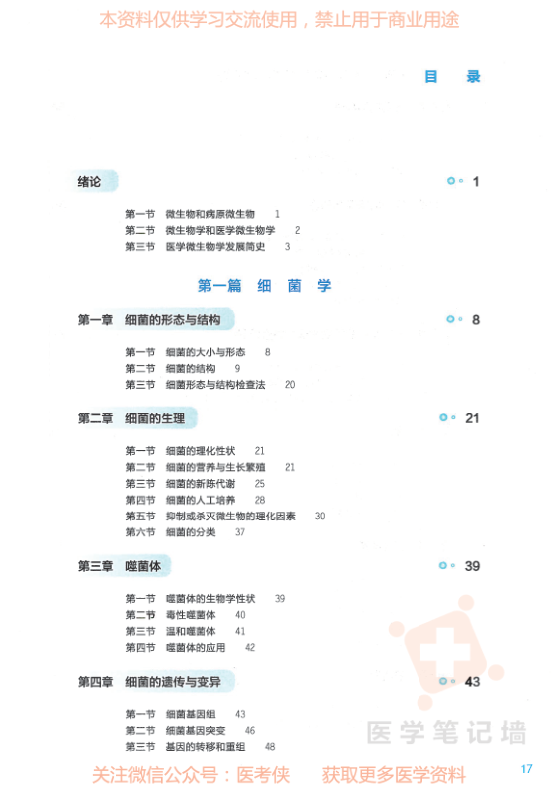 本资料仅供学习交流使用，禁止用于商业用途
目 录
绪论 1
第一节 微生物和病原微生物 1
第二节 微生物学和医学微生物学 2
第三节 医学微生物学发展简史 3
第一篇 细 菌 学
第一章 细菌的形态与结构 8
第一节 细菌的大小与形态 8
第二节 细菌的结构 9
第三节 细菌形态与结构检查法 20
第二章 细菌的生理 21
第一节 细菌的理化性状 21
第二节 细菌的营养与生长繁殖 21
第三节 细菌的新陈代谢 25
第四节 细菌的人工培养 28
第五节 抑制或杀灭微生物的理化因素 30
第六节 细菌的分类 37
第三章 噬菌体 39
第一节 噬菌体的生物学性状 39
第二节 毒性噬菌体 40
第三节 温和噬菌体 41
第四节 噬菌体的应用 42
第四章 细菌的遗传与变异 43
第一节 细菌基因组 43
第二节 细菌基因突变 46
第三节 基因的转移和重组 48
医学笔记墙
17
关注微信公众号：医考侠 获取更多医学资料